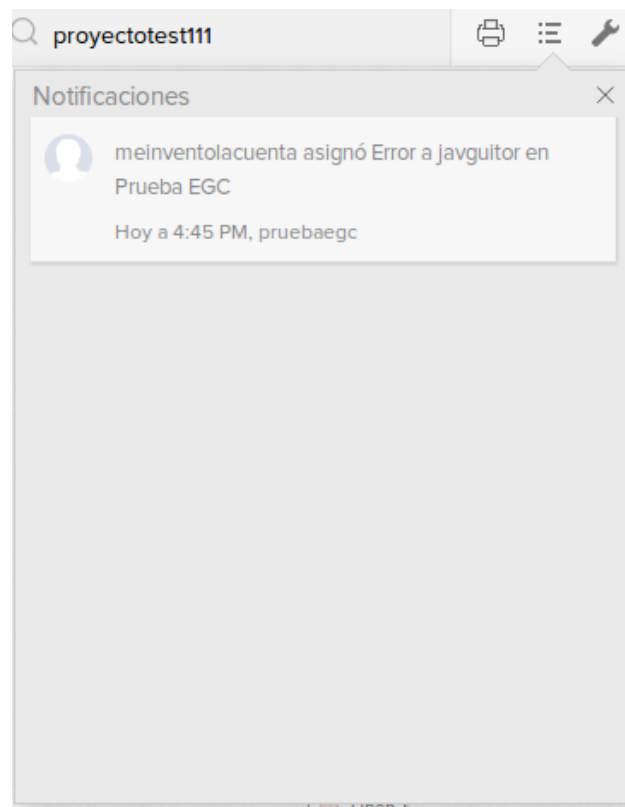 proyectotest111
Notificaciones
meinventolacuenta asignó Error a javguitor en
Prueba EGC
Hoy a 4:45 PM, pruebaegc